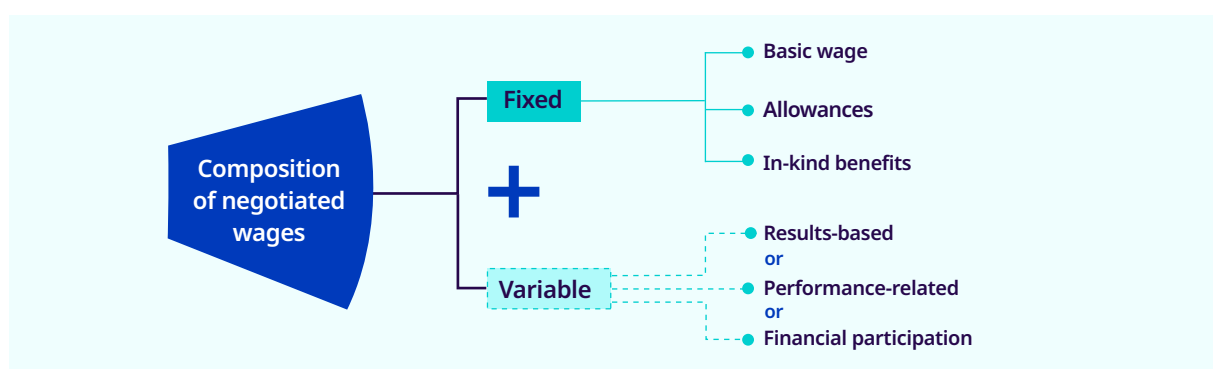 Composition
of negotiated
wages
Fixed
Basic wage
Allowances
In-kind benefits
+
Variable
Results-based
or
Performance-related
or
Financial participation